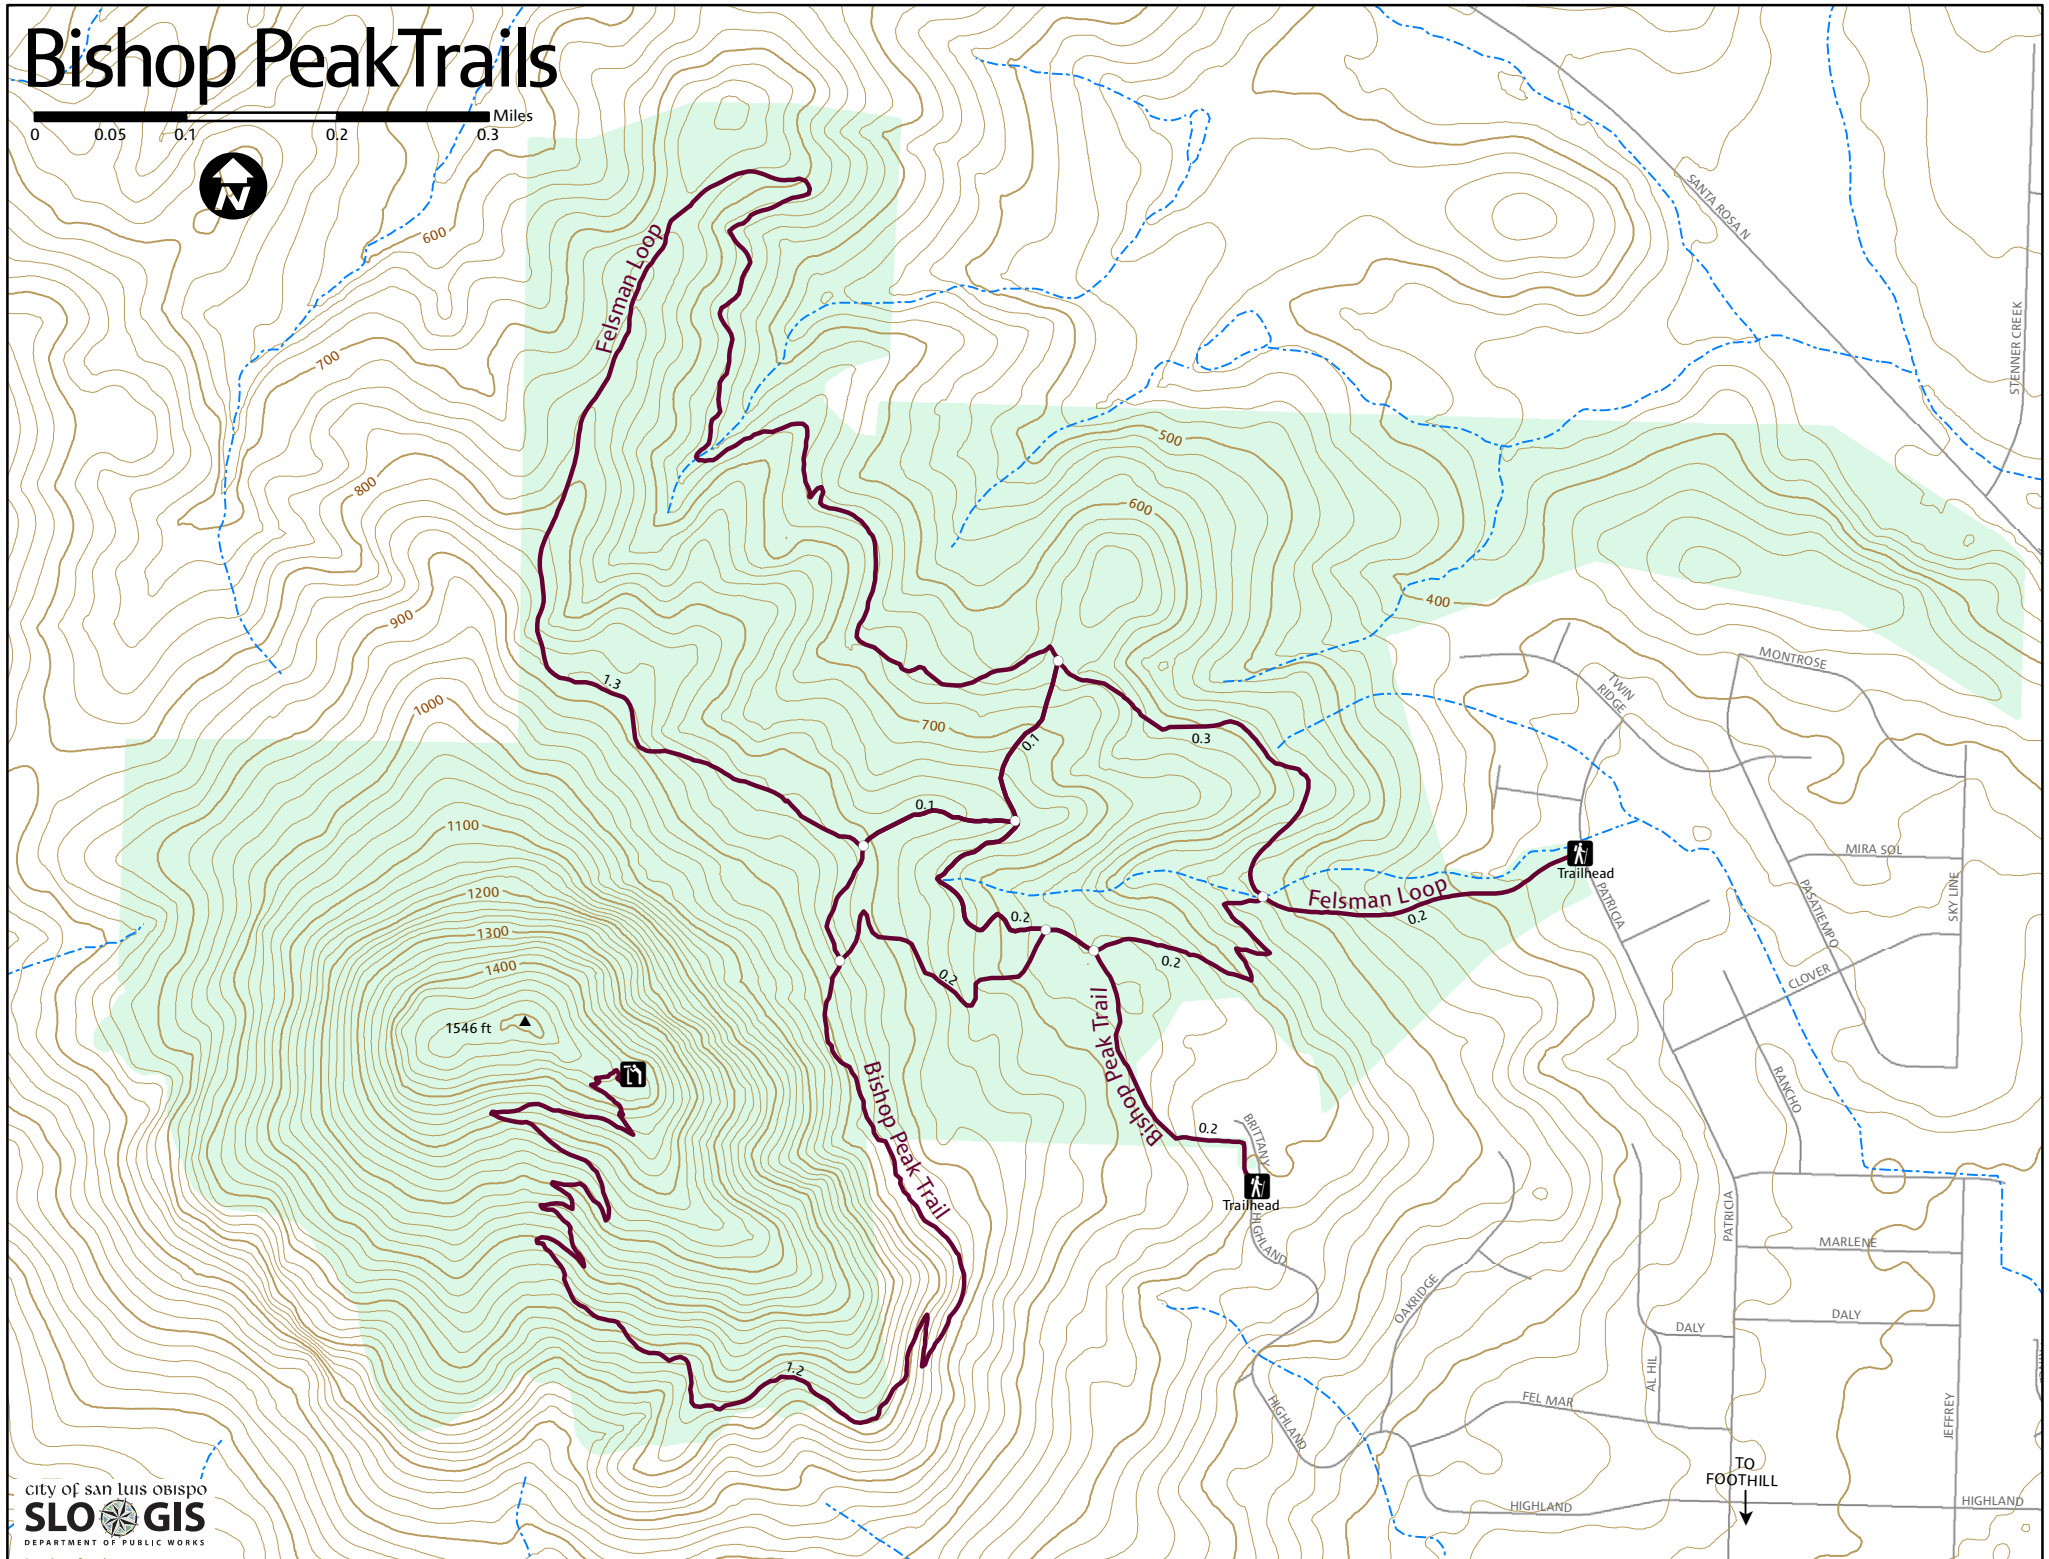 Bishop Peak Trails
Miles
0 0.05 0.1 0.2 0.3
N
SANTA ROSA N
600
Felsman Loop
STENNER CREEK
700
500
800
600
400
900
MONTROSE
TWIN
RIDGE
1.3
1000
700
0.3
0.1
0.1
1100
MIRA SOL
Trailhead
1200
Felsman Loop
0.2
PATRICIA
PASATIEMPO
SKY LINE
0.2
1300
0.2
1400
0.2
CLOVER
1546 ft
Bishop Peak Trail
Bishop Peak Trail
RANCHO
0.2
BRITTANY
Trailhead
HIGHLAND
PATRICIA
MARLENE
OAKRIDGE
DALY
DALY
1.2
AL HIL
FEL MAR
HIGHLAND
JEFFREY
TO
FOOTHILL
HIGHLAND
HIGHLAND
city of san luis obispo
SLO GIS
DEPARTMENT OF PUBLIC WORKS